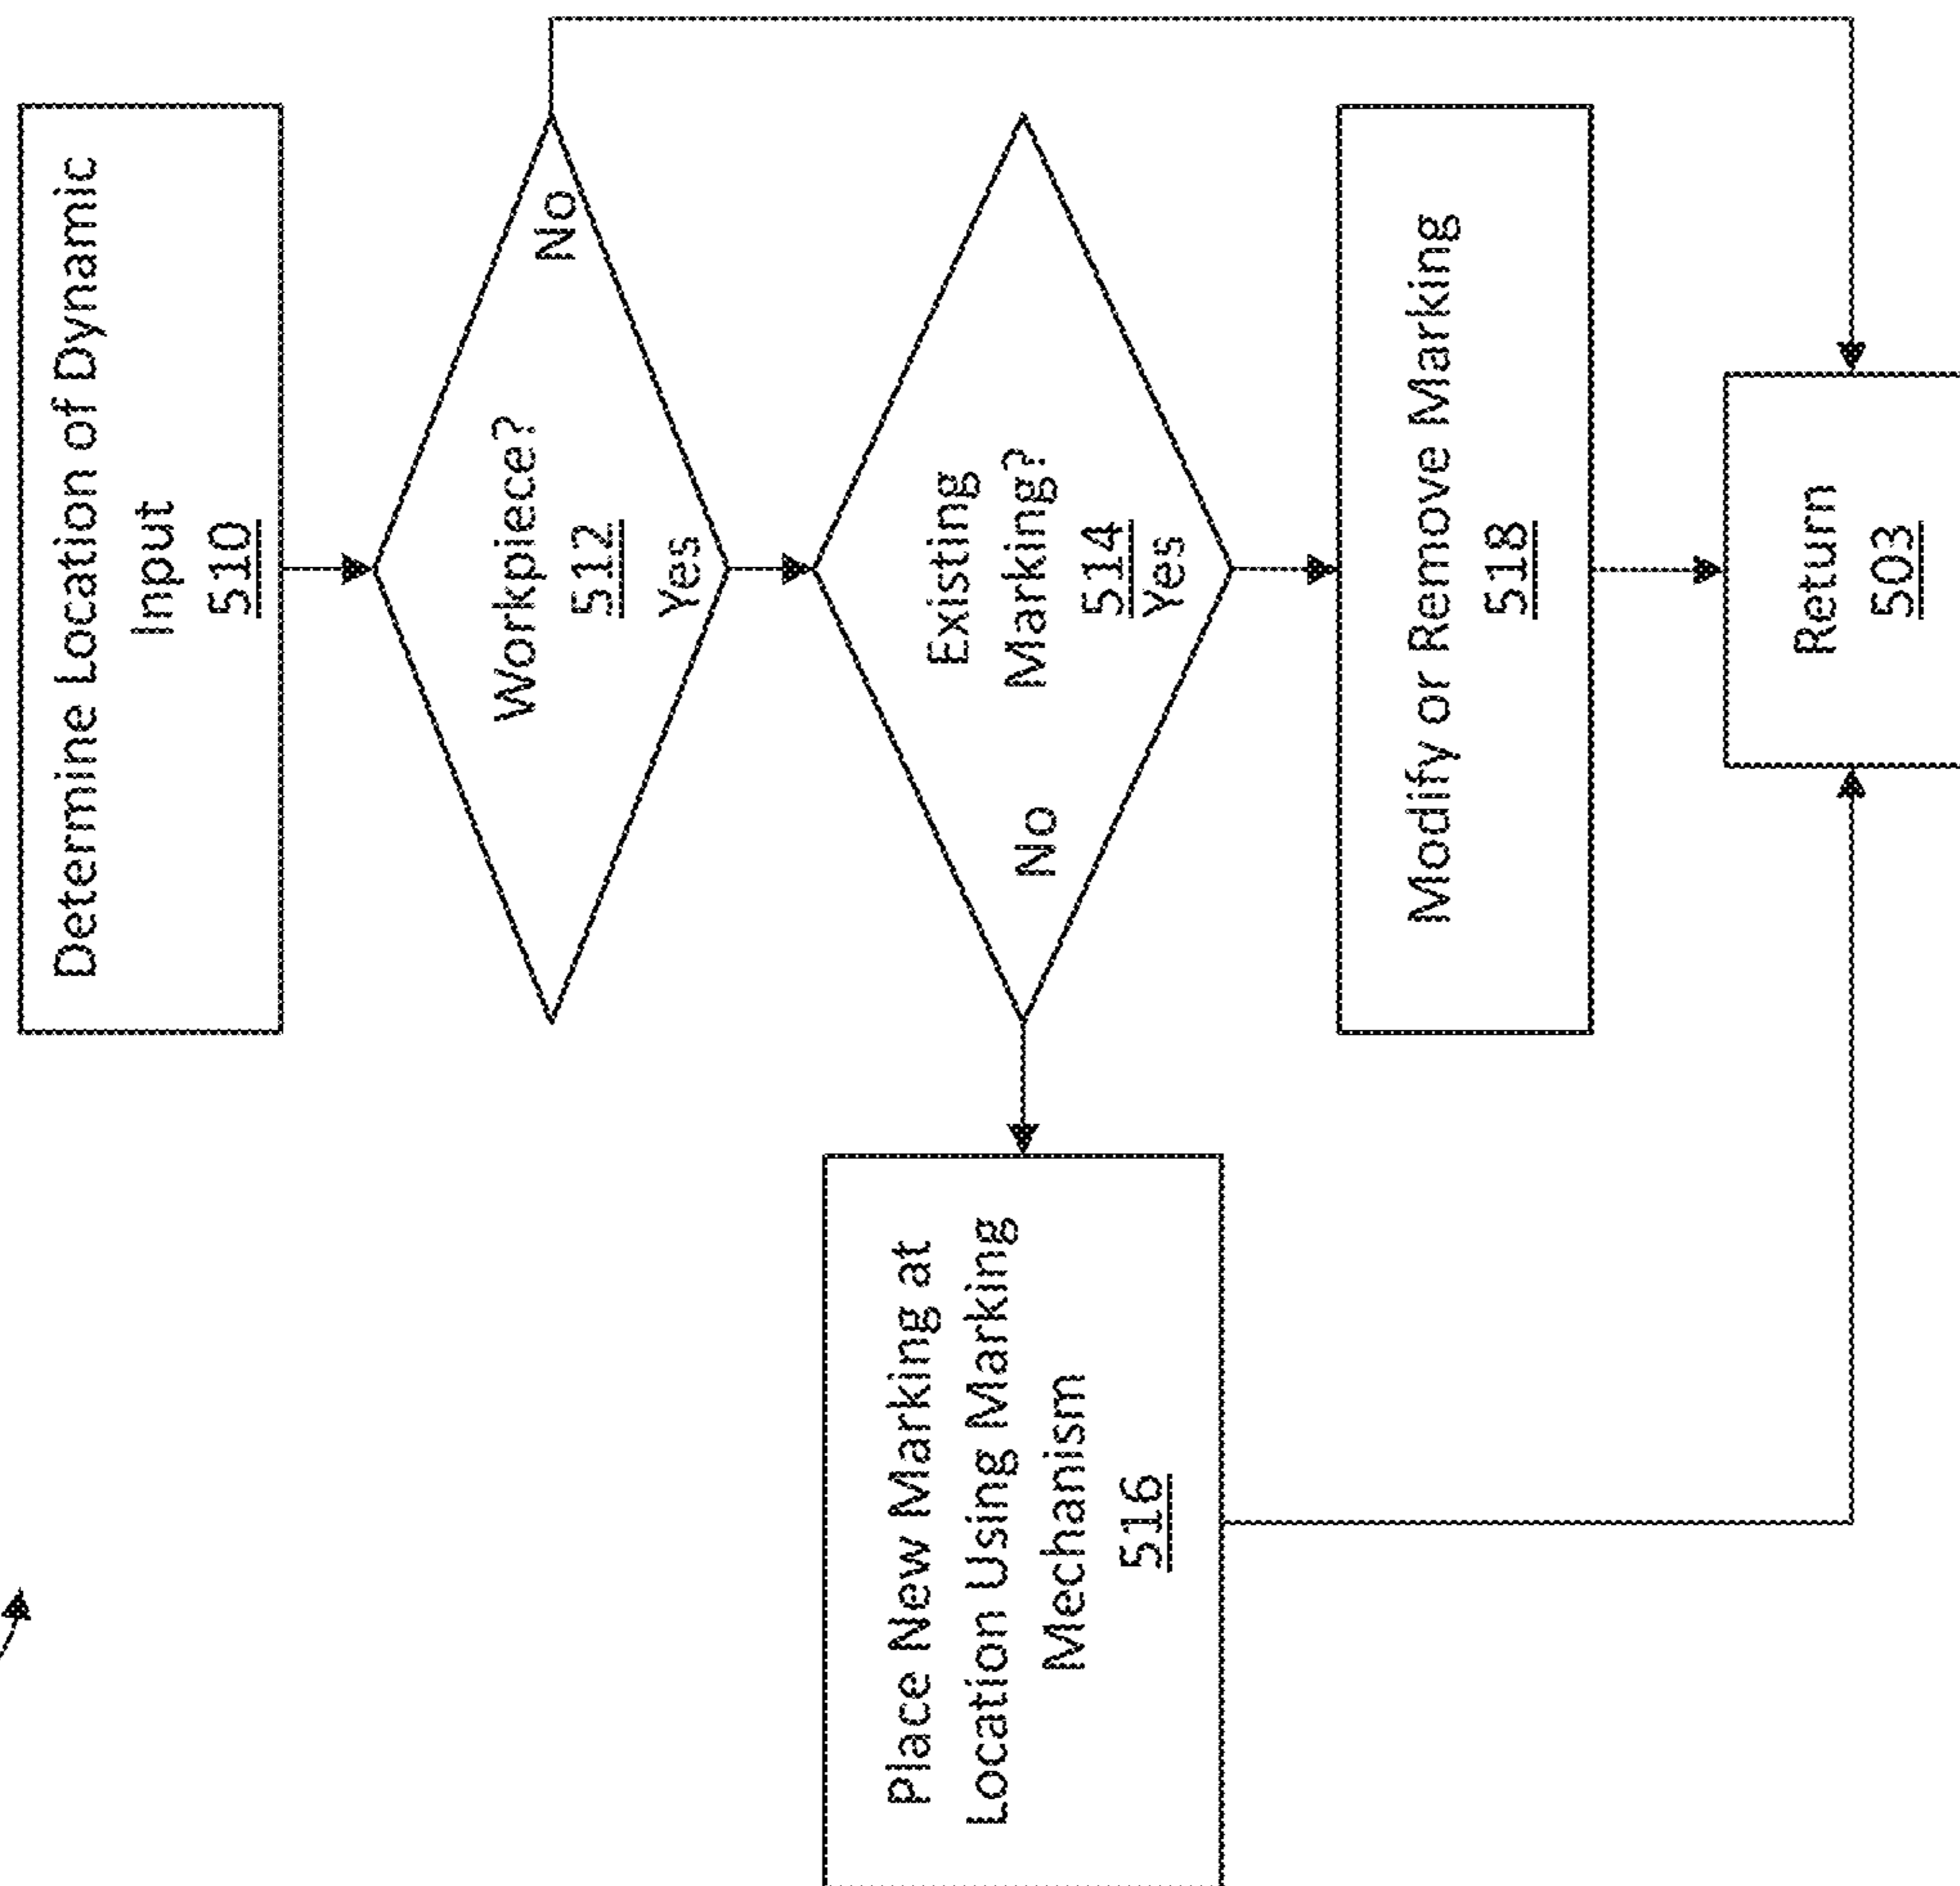 Determine Location of Dynamic
Input
510
Workpiece?
512
Yes
No
Existing
Marking?
514
Yes
No
Place New Marking at
Location Using Marking
Mechanism
516
Modify or Remove Marking
518
Return
503